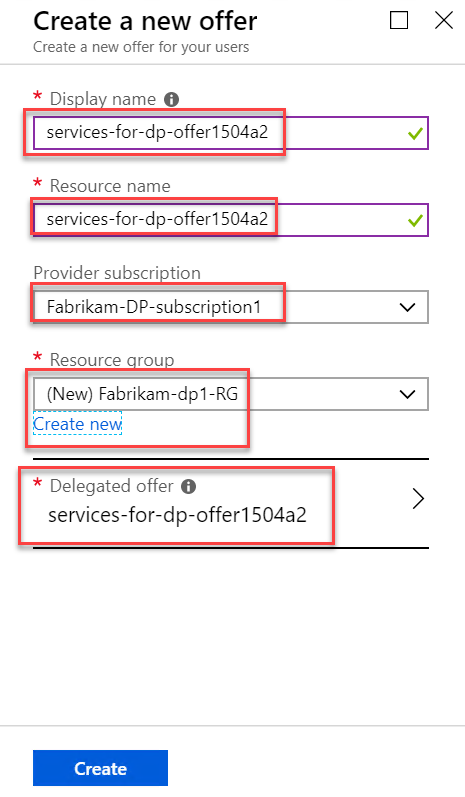 Create a new offer
Create a new offer for your users
* Display name
services-for-dp-offer1504a2
* Resource name
services-for-dp-offer1504a2
Provider subscription
Fabrikam-DP-subscription1
* Resource group
(New) Fabrikam-dp1-RG
Create new
* Delegated offer
services-for-dp-offer1504a2
Create